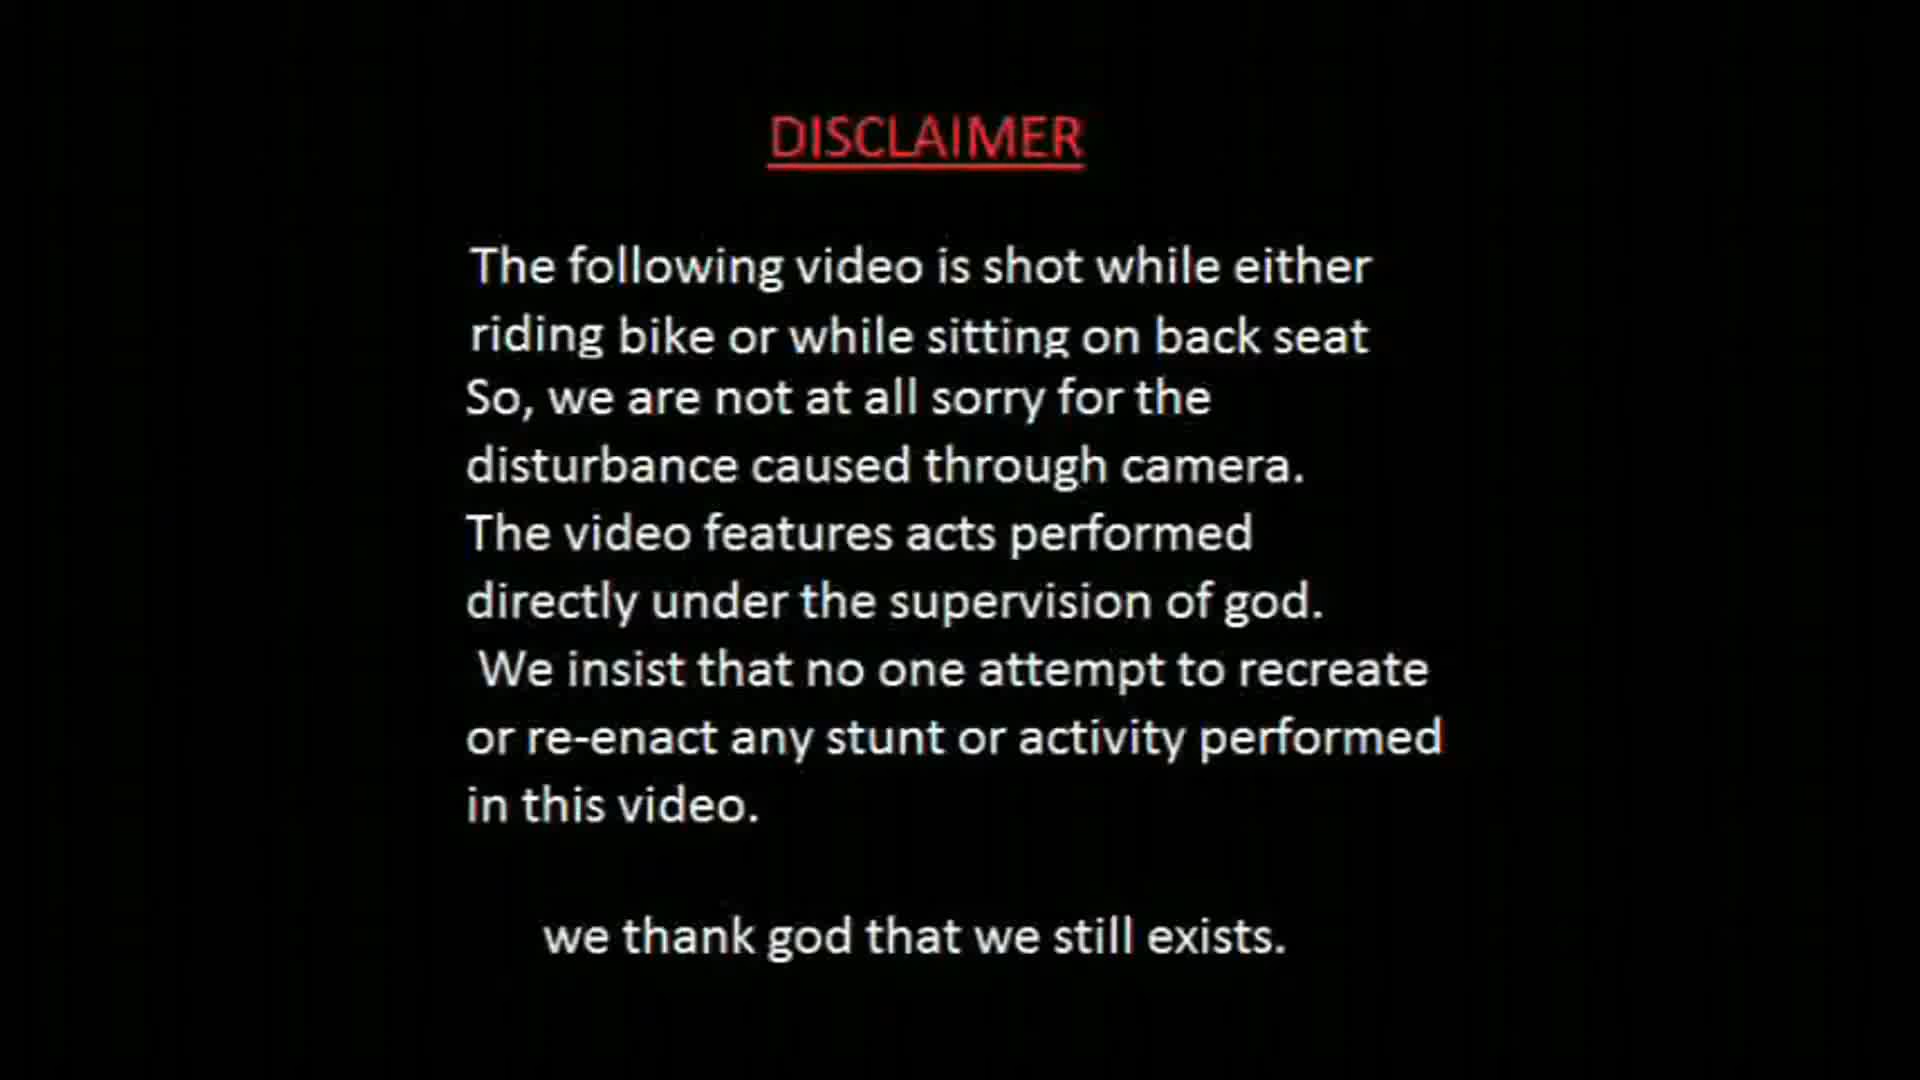 DISCLAIMER
The following video is shot while either
riding bike or while sitting on back seat
So, we are not at all sorry for the
disturbance caused through camera.
The video features acts performed
directly under the supervision of god.
We insist that no one attempt to recreate
or re-enact any stunt or activity performed
in this video.
we thank god that we still exists.